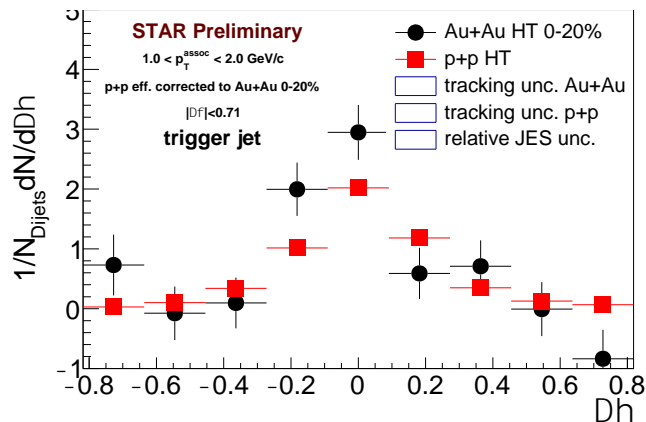 STAR Preliminary
1.0 < p_T^assoc < 2.0 GeV/c
p+p eff. corrected to Au+Au 0-20%
|Df|<0.71
trigger jet
Au+Au HT 0-20%
p+p HT
tracking unc. Au+Au
tracking unc. p+p
relative JES unc.
1/N_Dijets dN/dDh
5
4
3
2
1
0
−1
−0.8 −0.6 −0.4 −0.2 0 0.2 0.4 0.6 0.8
Dh